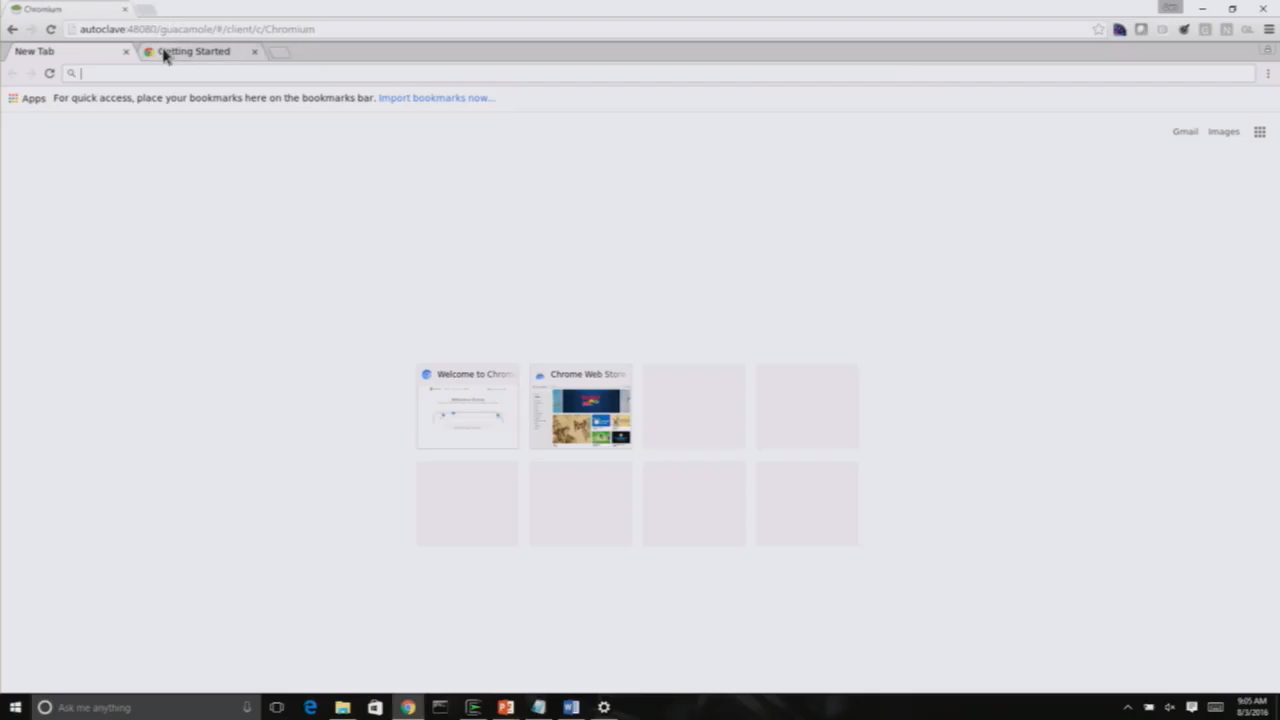 Chromium
autoclave:48080/guacamole/#/client/c/Chromium
New Tab
Getting Started
Apps For quick access, place your bookmarks here on the bookmarks bar. Import bookmarks now...
Gmail Images
Welcome to Chrom
Chrome Web Store
Ask me anything
9:05 AM
8/3/2016